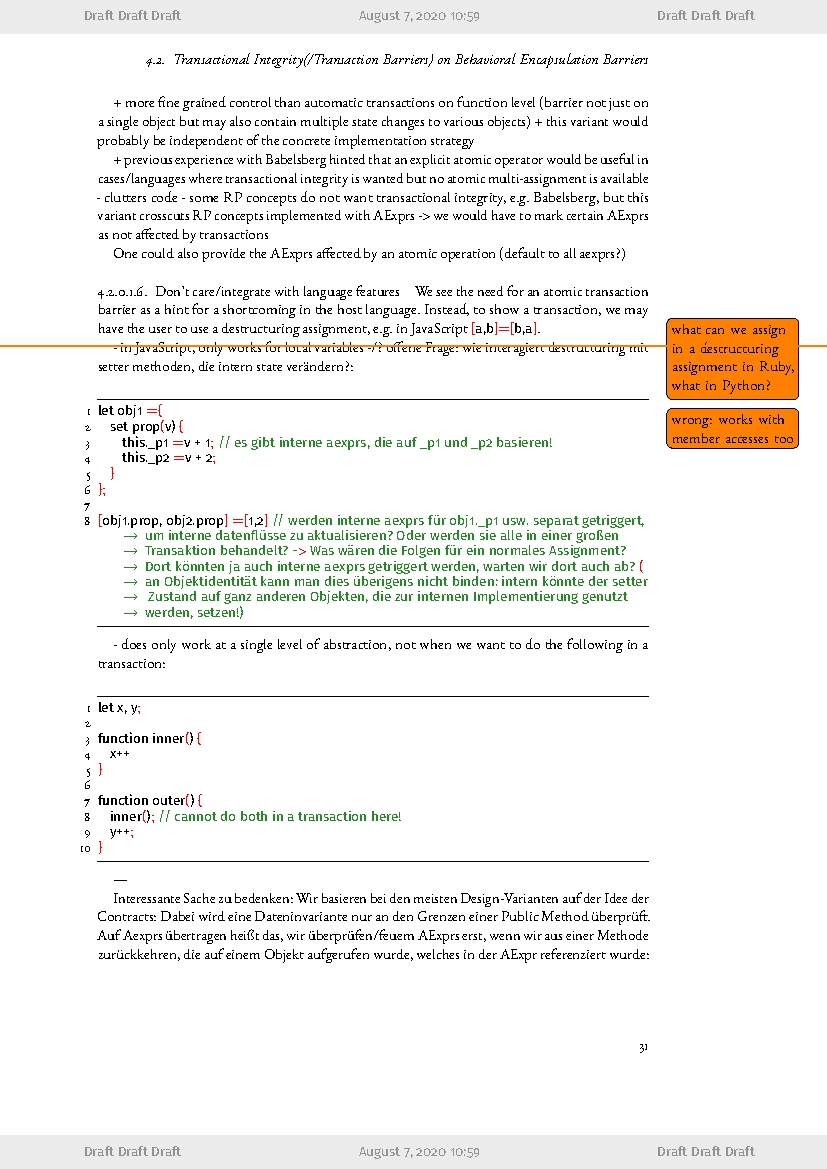 Draft Draft Draft August 7, 2020 10:59 Draft Draft Draft
4.2. Transactional Integrity(/Transaction Barriers) on Behavioral Encapsulation Barriers
+ more fine grained control than automatic transactions on function level (barrier not just on
a single object but may also contain multiple state changes to various objects) + this variant would
probably be independent of the concrete implementation strategy
+ previous experience with Babelsberg hinted that an explicit atomic operator would be useful in
cases/languages where transactional integrity is wanted but no atomic multi-assignment is available
- clutters code - some RP concepts do not want transactional integrity, e.g. Babelsberg, but this
variant crosscuts RP concepts implemented with AExprs -> we would have to mark certain AExprs
as not affected by transactions
One could also provide the AExprs affected by an atomic operation (default to all aexprs?)
4.2.0.1.6. Don't care/integrate with language features We see the need for an atomic transaction
barrier as a hint for a shortcoming in the host language. Instead, to show a transaction, we may
have the user to use a destructuring assignment, e.g. in JavaScript [a,b]=[b,a].
- in JavaScript, only works for local variables -/? offene Frage: wie interagiert destructuring mit
setter methoden, die intern state verändern?:
what can we assign
in a destructuring
assignment in Ruby,
what in Python?
wrong: works with
member accesses too
1 let obj1 ={
2 set prop(v) {
3 this._p1 =v + 1; // es gibt interne aexprs, die auf _p1 und _p2 basieren!
4 this._p2 =v + 2;
5 }
6 };
7
8 [obj1.prop, obj2.prop] =[1,2] // werden interne aexprs für obj1._p1 usw. separat getriggert,
→ um interne datenflüsse zu aktualisieren? Oder werden sie alle in einer großen
→ Transaktion behandelt? -> Was wären die Folgen für ein normales Assignment?
→ Dort könnten ja auch interne aexprs getriggert werden, warten wir dort auch ab? (
→ an Objektidentität kann man dies überigens nicht binden: intern könnte der setter
→ Zustand auf ganz anderen Objekten, die zur internen Implementierung genutzt
→ werden, setzen!)
- does only work at a single level of abstraction, not when we want to do the following in a
transaction:
1 let x, y;
2
3 function inner() {
4 x++
5 }
6
7 function outer() {
8 inner(); // cannot do both in a transaction here!
9 y++;
10 }
—
Interessante Sache zu bedenken: Wir basieren bei den meisten Design-Varianten auf der Idee der
Contracts: Dabei wird eine Dateninvariante nur an den Grenzen einer Public Method überprüft.
Auf Aexprs übertragen heißt das, wir überprüfen/feuern AExprs erst, wenn wir aus einer Methode
zurückkehren, die auf einem Objekt aufgerufen wurde, welches in der AExpr referenziert wurde:
31
Draft Draft Draft August 7, 2020 10:59 Draft Draft Draft